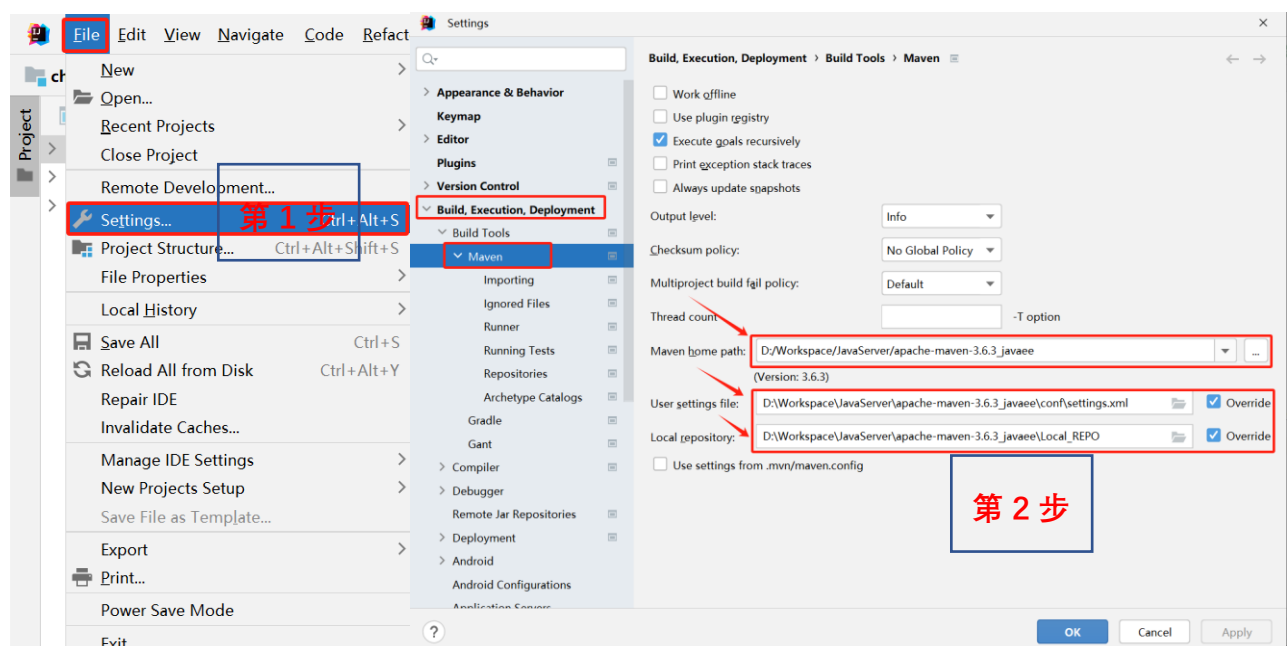 File Edit View Navigate Code Refact
ch
Project
New
Open...
Recent Projects
Close Project
Remote Development...
Settings... Ctrl+Alt+S
第 1 步
Project Structure... Ctrl+Alt+Shift+S
File Properties
Local History
Save All Ctrl+S
Reload All from Disk Ctrl+Alt+Y
Repair IDE
Invalidate Caches...
Manage IDE Settings
New Projects Setup
Save File as Template...
Export
Print...
Power Save Mode
Exit
Settings
Appearance & Behavior
Keymap
Editor
Plugins
Version Control
Build, Execution, Deployment
Build Tools
Maven
Importing
Ignored Files
Runner
Running Tests
Repositories
Archetype Catalogs
Gradle
Gant
Compiler
Debugger
Remote Jar Repositories
Deployment
Android
Android Configurations
Application Servers
?
Build, Execution, Deployment › Build Tools › Maven
Work offline
Use plugin registry
Execute goals recursively
Print exception stack traces
Always update snapshots
Output level: Info
Checksum policy: No Global Policy
Multiproject build fail policy: Default
Thread count -T option
Maven home path: D:/Workspace/JavaServer/apache-maven-3.6.3_javaee ...
(Version: 3.6.3)
User settings file: D:\Workspace\JavaServer\apache-maven-3.6.3_javaee\conf\settings.xml Override
Local repository: D:\Workspace\JavaServer\apache-maven-3.6.3_javaee\Local_REPO Override
Use settings from .mvn/maven.config
第 2 步
OK Cancel Apply